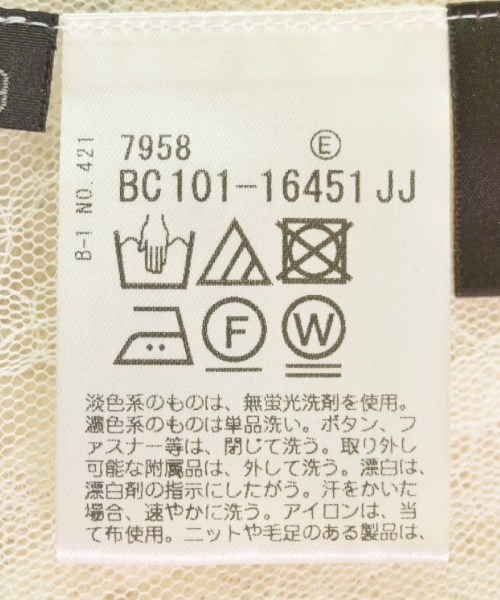 7958 Ⓔ
BC101-16451 JJ
B-1 NO.421
F
W
淡色系のものは、無蛍光洗剤を使用。
濃色系のものは単品洗い。ボタン、フ
ァスナー等は、閉じて洗う。取り外し
可能な附属品は、外して洗う。漂白は、
漂白剤の指示にしたがう。汗をかいた
場合、速やかに洗う。アイロンは、当
て布使用。ニットや毛足のある製品は、